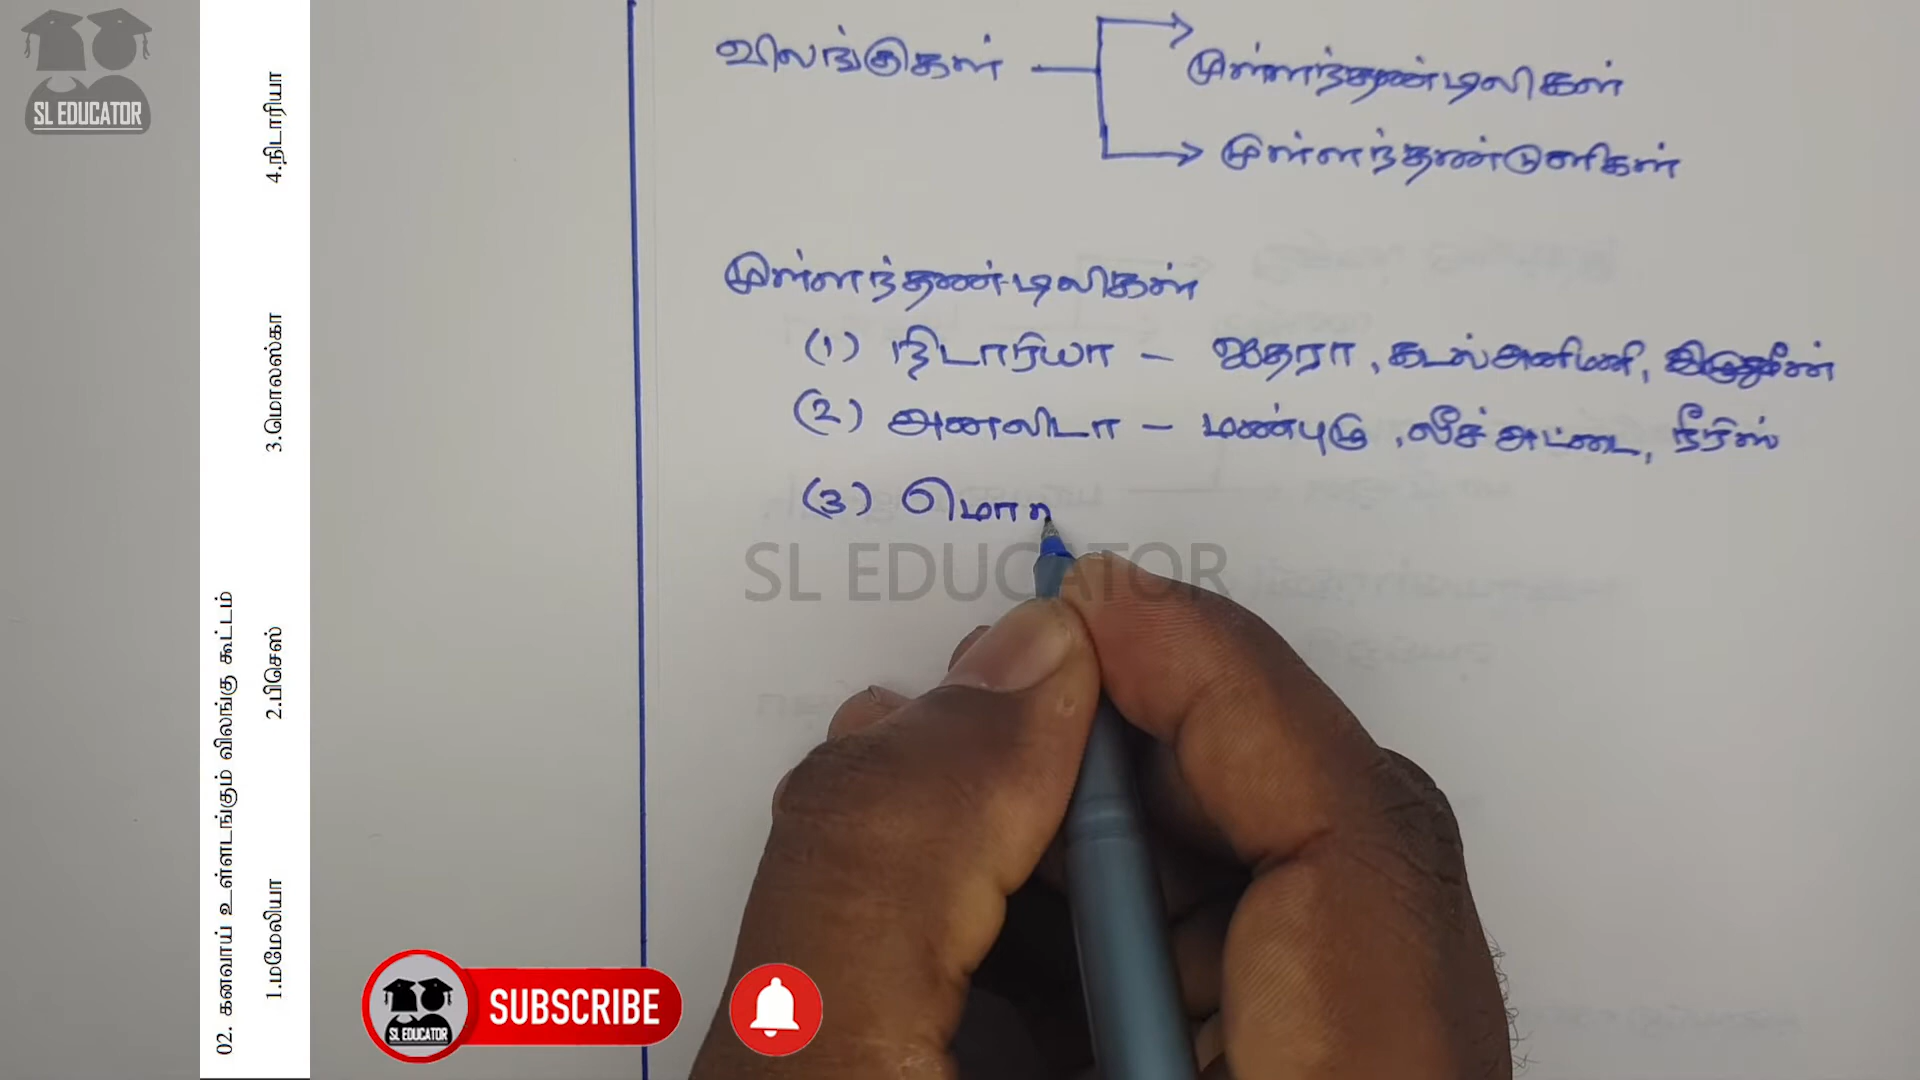 SL EDUCATOR
02. கனவாய் உள்ளடங்கும் விலங்கு கூட்டம்
1.மமேலியா 2.பிசெஸ் 3.மொலஸ்கா 4.நிடாரியா
விலங்குகள்
முள்ளந்தண்டிலிகள்
முள்ளந்தண்டுளிகள்
முள்ளந்தண்டிலிகள்
(1) நிடாரியா - ஐதரா, கடல்அனிமனி,
(2) அனலிடா - மண்புழு, லீச் அட்டை, நீரிஸ்
(3) மொ
SL EDUCATOR
SL EDUCATOR
SUBSCRIBE